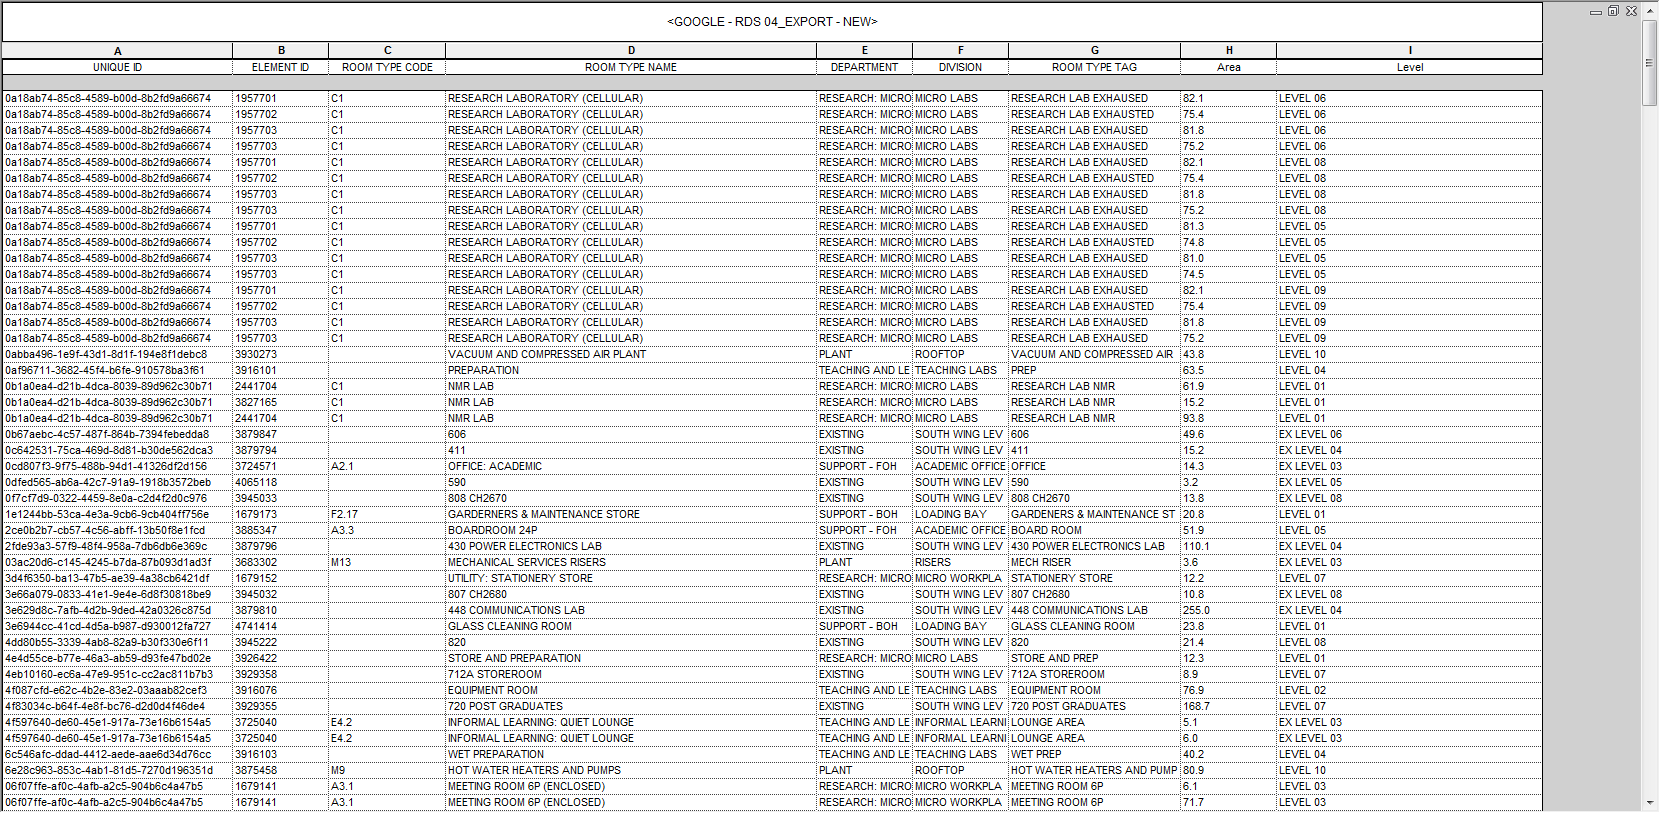 <GOOGLE - RDS 04_EXPORT - NEW>
A B C D E F G H I
UNIQUE ID ELEMENT ID ROOM TYPE CODE ROOM TYPE NAME DEPARTMENT DIVISION ROOM TYPE TAG Area Level
0a18ab74-85c8-4589-b00d-8b2fd9a66674 1957701 C1 RESEARCH LABORATORY (CELLULAR) RESEARCH: MICRO MICRO LABS RESEARCH LAB EXHAUSED 82.1 LEVEL 06
0a18ab74-85c8-4589-b00d-8b2fd9a66674 1957702 C1 RESEARCH LABORATORY (CELLULAR) RESEARCH: MICRO MICRO LABS RESEARCH LAB EXHAUSTED 75.4 LEVEL 06
0a18ab74-85c8-4589-b00d-8b2fd9a66674 1957703 C1 RESEARCH LABORATORY (CELLULAR) RESEARCH: MICRO MICRO LABS RESEARCH LAB EXHAUSED 81.8 LEVEL 06
0a18ab74-85c8-4589-b00d-8b2fd9a66674 1957703 C1 RESEARCH LABORATORY (CELLULAR) RESEARCH: MICRO MICRO LABS RESEARCH LAB EXHAUSED 75.2 LEVEL 06
0a18ab74-85c8-4589-b00d-8b2fd9a66674 1957701 C1 RESEARCH LABORATORY (CELLULAR) RESEARCH: MICRO MICRO LABS RESEARCH LAB EXHAUSED 82.1 LEVEL 08
0a18ab74-85c8-4589-b00d-8b2fd9a66674 1957702 C1 RESEARCH LABORATORY (CELLULAR) RESEARCH: MICRO MICRO LABS RESEARCH LAB EXHAUSTED 75.4 LEVEL 08
0a18ab74-85c8-4589-b00d-8b2fd9a66674 1957703 C1 RESEARCH LABORATORY (CELLULAR) RESEARCH: MICRO MICRO LABS RESEARCH LAB EXHAUSED 81.8 LEVEL 08
0a18ab74-85c8-4589-b00d-8b2fd9a66674 1957703 C1 RESEARCH LABORATORY (CELLULAR) RESEARCH: MICRO MICRO LABS RESEARCH LAB EXHAUSED 75.2 LEVEL 08
0a18ab74-85c8-4589-b00d-8b2fd9a66674 1957701 C1 RESEARCH LABORATORY (CELLULAR) RESEARCH: MICRO MICRO LABS RESEARCH LAB EXHAUSED 81.3 LEVEL 05
0a18ab74-85c8-4589-b00d-8b2fd9a66674 1957702 C1 RESEARCH LABORATORY (CELLULAR) RESEARCH: MICRO MICRO LABS RESEARCH LAB EXHAUSTED 74.8 LEVEL 05
0a18ab74-85c8-4589-b00d-8b2fd9a66674 1957703 C1 RESEARCH LABORATORY (CELLULAR) RESEARCH: MICRO MICRO LABS RESEARCH LAB EXHAUSED 81.0 LEVEL 05
0a18ab74-85c8-4589-b00d-8b2fd9a66674 1957703 C1 RESEARCH LABORATORY (CELLULAR) RESEARCH: MICRO MICRO LABS RESEARCH LAB EXHAUSED 74.5 LEVEL 05
0a18ab74-85c8-4589-b00d-8b2fd9a66674 1957701 C1 RESEARCH LABORATORY (CELLULAR) RESEARCH: MICRO MICRO LABS RESEARCH LAB EXHAUSED 82.1 LEVEL 09
0a18ab74-85c8-4589-b00d-8b2fd9a66674 1957702 C1 RESEARCH LABORATORY (CELLULAR) RESEARCH: MICRO MICRO LABS RESEARCH LAB EXHAUSTED 75.4 LEVEL 09
0a18ab74-85c8-4589-b00d-8b2fd9a66674 1957703 C1 RESEARCH LABORATORY (CELLULAR) RESEARCH: MICRO MICRO LABS RESEARCH LAB EXHAUSED 81.8 LEVEL 09
0a18ab74-85c8-4589-b00d-8b2fd9a66674 1957703 C1 RESEARCH LABORATORY (CELLULAR) RESEARCH: MICRO MICRO LABS RESEARCH LAB EXHAUSED 75.2 LEVEL 09
0abba496-1e9f-43d1-8d1f-194e8f1debc8 3930273 VACUUM AND COMPRESSED AIR PLANT PLANT ROOFTOP VACUUM AND COMPRESSED AIR 43.8 LEVEL 10
0af96711-3682-45f4-b6fe-910578ba3f61 3916101 PREPARATION TEACHING AND LE TEACHING LABS PREP 63.5 LEVEL 04
0b1a0ea4-d21b-4dca-8039-89d962c30b71 2441704 C1 NMR LAB RESEARCH: MICRO MICRO LABS RESEARCH LAB NMR 61.9 LEVEL 01
0b1a0ea4-d21b-4dca-8039-89d962c30b71 3827165 C1 NMR LAB RESEARCH: MICRO MICRO LABS RESEARCH LAB NMR 15.2 LEVEL 01
0b1a0ea4-d21b-4dca-8039-89d962c30b71 2441704 C1 NMR LAB RESEARCH: MICRO MICRO LABS RESEARCH LAB NMR 93.8 LEVEL 01
0b67aebc-4c57-487f-864b-7394febedda8 3879847 606 EXISTING SOUTH WING LEV 606 49.6 EX LEVEL 06
0c642531-75ca-469d-8d81-b30de562dca3 3879794 411 EXISTING SOUTH WING LEV 411 15.2 EX LEVEL 04
0cd807f3-9f75-488b-94d1-41326df2d156 3724571 A2.1 OFFICE: ACADEMIC SUPPORT - FOH ACADEMIC OFFICE OFFICE 14.3 EX LEVEL 03
0dfed565-ab6a-42c7-91a9-1918b3572beb 4065118 590 EXISTING SOUTH WING LEV 590 3.2 EX LEVEL 05
0f7cf7d9-0322-4459-8e0a-c2d4f2d0c976 3945033 808 CH2670 EXISTING SOUTH WING LEV 808 CH2670 13.8 EX LEVEL 08
1e1244bb-53ca-4e3a-9cb6-9cb404ff756e 1679173 F2.17 GARDERNERS & MAINTENANCE STORE SUPPORT - BOH LOADING BAY GARDENERS & MAINTENANCE ST 20.8 LEVEL 01
2ce0b2b7-cb57-4c56-abff-13b50f8e1fcd 3885347 A3.3 BOARDROOM 24P SUPPORT - FOH ACADEMIC OFFICE BOARD ROOM 51.9 LEVEL 05
2fde93a3-57f9-48f4-958a-7db6db6e369c 3879796 430 POWER ELECTRONICS LAB EXISTING SOUTH WING LEV 430 POWER ELECTRONICS LAB 110.1 EX LEVEL 04
03ac20d6-c145-4245-b7da-87b093d1ad3f 3683302 M13 MECHANICAL SERVICES RISERS PLANT RISERS MECH RISER 3.6 EX LEVEL 03
3d4f6350-ba13-47b5-ae39-4a38cb6421df 1679152 UTILITY: STATIONERY STORE RESEARCH: MICRO MICRO WORKPLA STATIONERY STORE 12.2 LEVEL 07
3e66a079-0833-41e1-9e4e-6d8f30818be9 3945032 807 CH2680 EXISTING SOUTH WING LEV 807 CH2680 10.8 EX LEVEL 08
3e629d8c-7afb-4d2b-9ded-42a0326c875d 3879810 448 COMMUNICATIONS LAB EXISTING SOUTH WING LEV 448 COMMUNICATIONS LAB 255.0 EX LEVEL 04
3e6944cc-41cd-4d5a-b987-d930012fa727 4741414 GLASS CLEANING ROOM SUPPORT - BOH LOADING BAY GLASS CLEANING ROOM 23.8 LEVEL 01
4dd80b55-3339-4ab8-82a9-b30f330e6f11 3945222 820 EXISTING SOUTH WING LEV 820 21.4 LEVEL 08
4e4d55ce-b77e-46a3-ab59-d93fe47bd02e 3926422 STORE AND PREPARATION RESEARCH: MICRO MICRO LABS STORE AND PREP 12.3 LEVEL 01
4eb10160-ec6a-47e9-951c-cc2ac811b7b3 3929358 712A STOREROOM EXISTING SOUTH WING LEV 712A STOREROOM 8.9 LEVEL 07
4f087cfd-e62c-4b2e-83e2-03aaab82cef3 3916076 EQUIPMENT ROOM TEACHING AND LE TEACHING LABS EQUIPMENT ROOM 76.9 LEVEL 02
4f83034c-b64f-4e8f-bc76-d2d0d4f46de4 3929355 720 POST GRADUATES EXISTING SOUTH WING LEV 720 POST GRADUATES 168.7 LEVEL 07
4f597640-de60-45e1-917a-73e16b6154a5 3725040 E4.2 INFORMAL LEARNING: QUIET LOUNGE TEACHING AND LE INFORMAL LEARNI LOUNGE AREA 5.1 EX LEVEL 03
4f597640-de60-45e1-917a-73e16b6154a5 3725040 E4.2 INFORMAL LEARNING: QUIET LOUNGE TEACHING AND LE INFORMAL LEARNI LOUNGE AREA 6.0 EX LEVEL 03
6c546afc-ddad-4412-aede-aae6d34d76cc 3916103 WET PREPARATION TEACHING AND LE TEACHING LABS WET PREP 40.2 LEVEL 04
6e28c963-853c-4ab1-81d5-7270d196351d 3875458 M9 HOT WATER HEATERS AND PUMPS PLANT ROOFTOP HOT WATER HEATERS AND PUMP 80.9 LEVEL 10
06f07ffe-af0c-4afb-a2c5-904b6c4a47b5 1679141 A3.1 MEETING ROOM 6P (ENCLOSED) RESEARCH: MICRO MICRO WORKPLA MEETING ROOM 6P 6.1 LEVEL 03
06f07ffe-af0c-4afb-a2c5-904b6c4a47b5 1679141 A3.1 MEETING ROOM 6P (ENCLOSED) RESEARCH: MICRO MICRO WORKPLA MEETING ROOM 6P 71.7 LEVEL 03